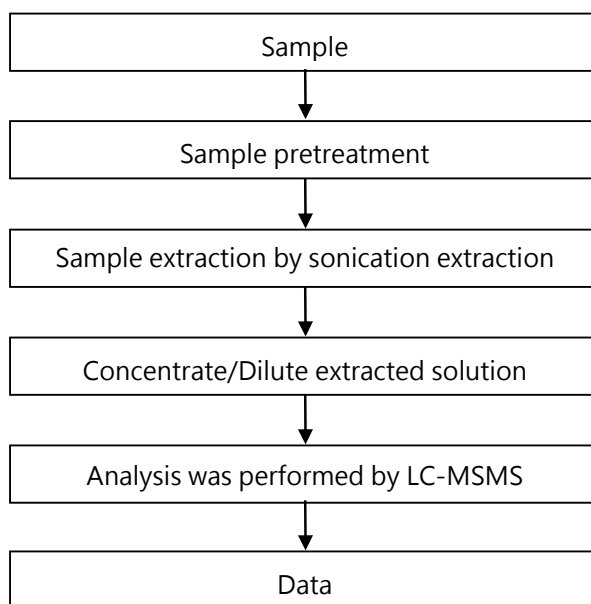 Sample
Sample pretreatment
Sample extraction by sonication extraction
Concentrate/Dilute extracted solution
Analysis was performed by LC-MSMS
Data